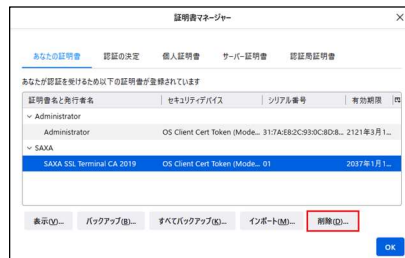 証明書マネージャー
あなたの証明書 認証の決定 個人証明書 サーバー証明書 認証局証明書
あなたが認証を受けるため以下の証明書が登録されています
証明書名と発行者名 セキュリティデバイス シリアル番号 有効期限
Administrator
Administrator OS Client Cert Token (Mode... 31:7A:E8:2C:93:0C:8D:8... 2121年3月1...
SAXA
SAXA SSL Terminal CA 2019 OS Client Cert Token (Mode... 01 2037年1月1...
表示(V)... バックアップ(B)... すべてバックアップ(K)... インポート(M)... 削除(D)...
OK